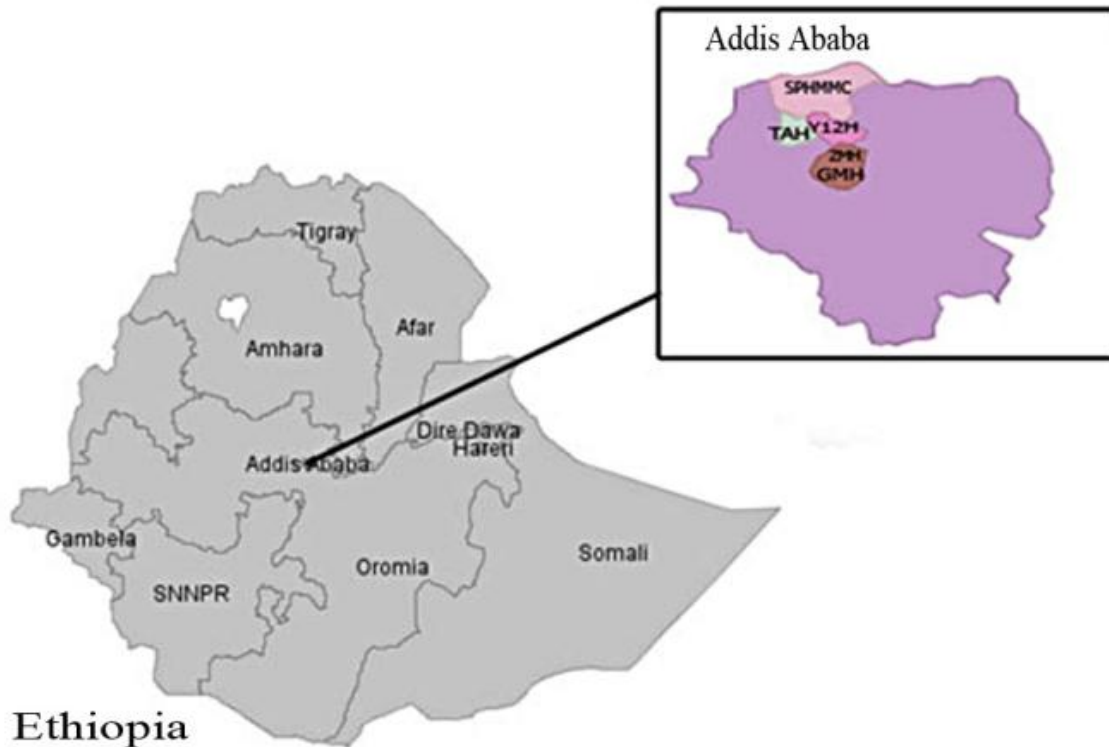 Addis Ababa
SPHMMC
TAH
Y12H
ZMH
GMH
Tigray
Afar
Amhara
Dire Dawa
Hareri
Addis Ababa
Gambela
Oromia
Somali
SNNPR
Ethiopia